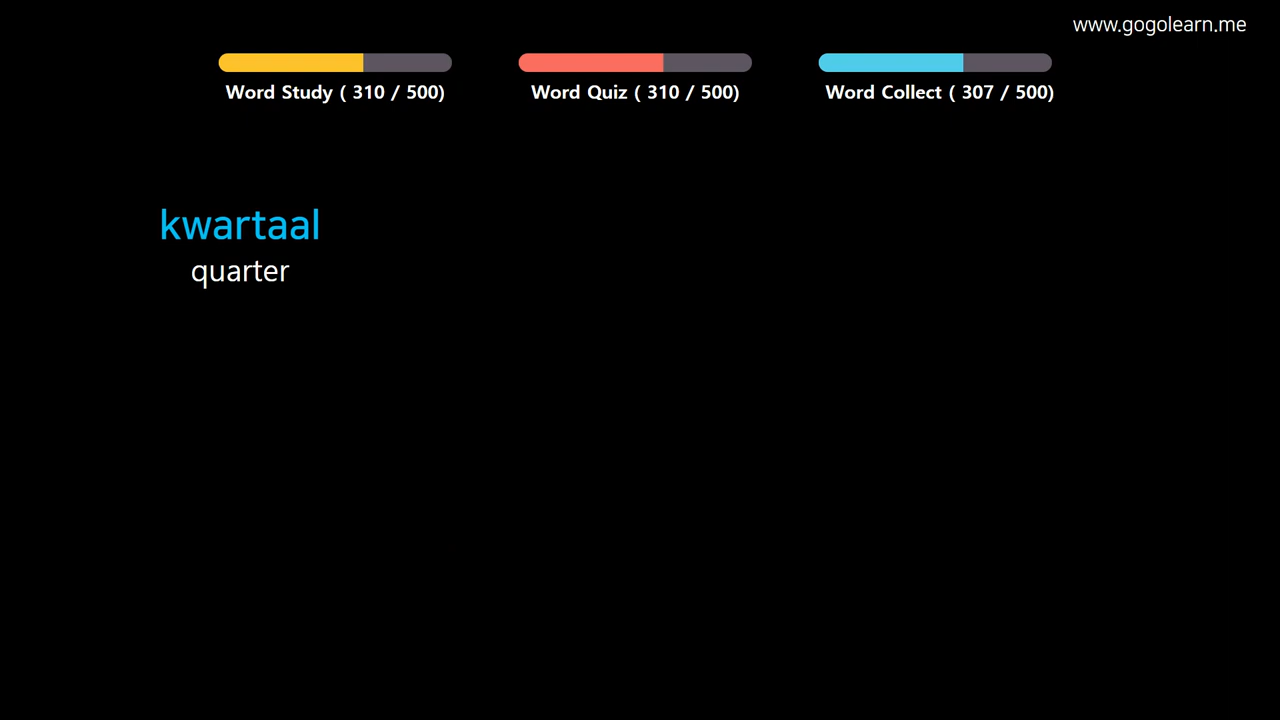 www.gogolearn.me
Word Study ( 310 / 500)
Word Quiz ( 310 / 500)
Word Collect ( 307 / 500)
kwartaal
quarter